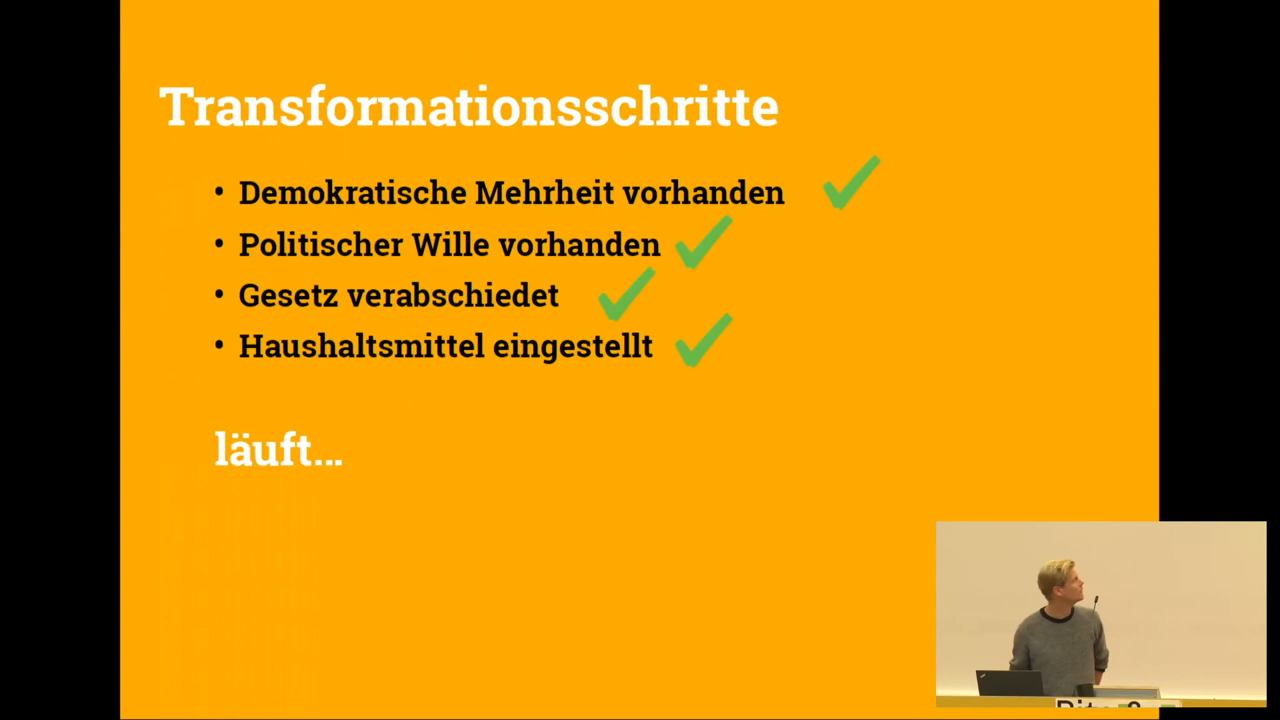 Transformationsschritte
• Demokratische Mehrheit vorhanden
• Politischer Wille vorhanden
• Gesetz verabschiedet
• Haushaltsmittel eingestellt
läuft...